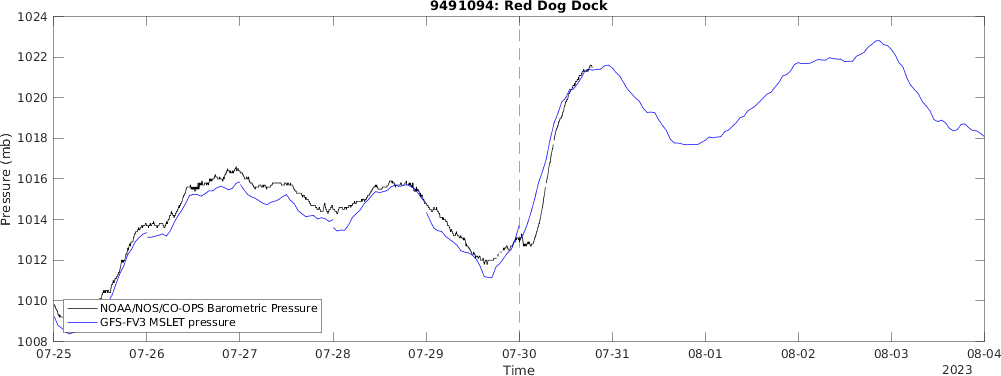 9491094: Red Dog Dock
Pressure (mb)
1024
1022
1020
1018
1016
1014
1012
1010
1008
NOAA/NOS/CO-OPS Barometric Pressure
GFS-FV3 MSLET pressure
07-25 07-26 07-27 07-28 07-29 07-30 07-31 08-01 08-02 08-03 08-04
Time
2023